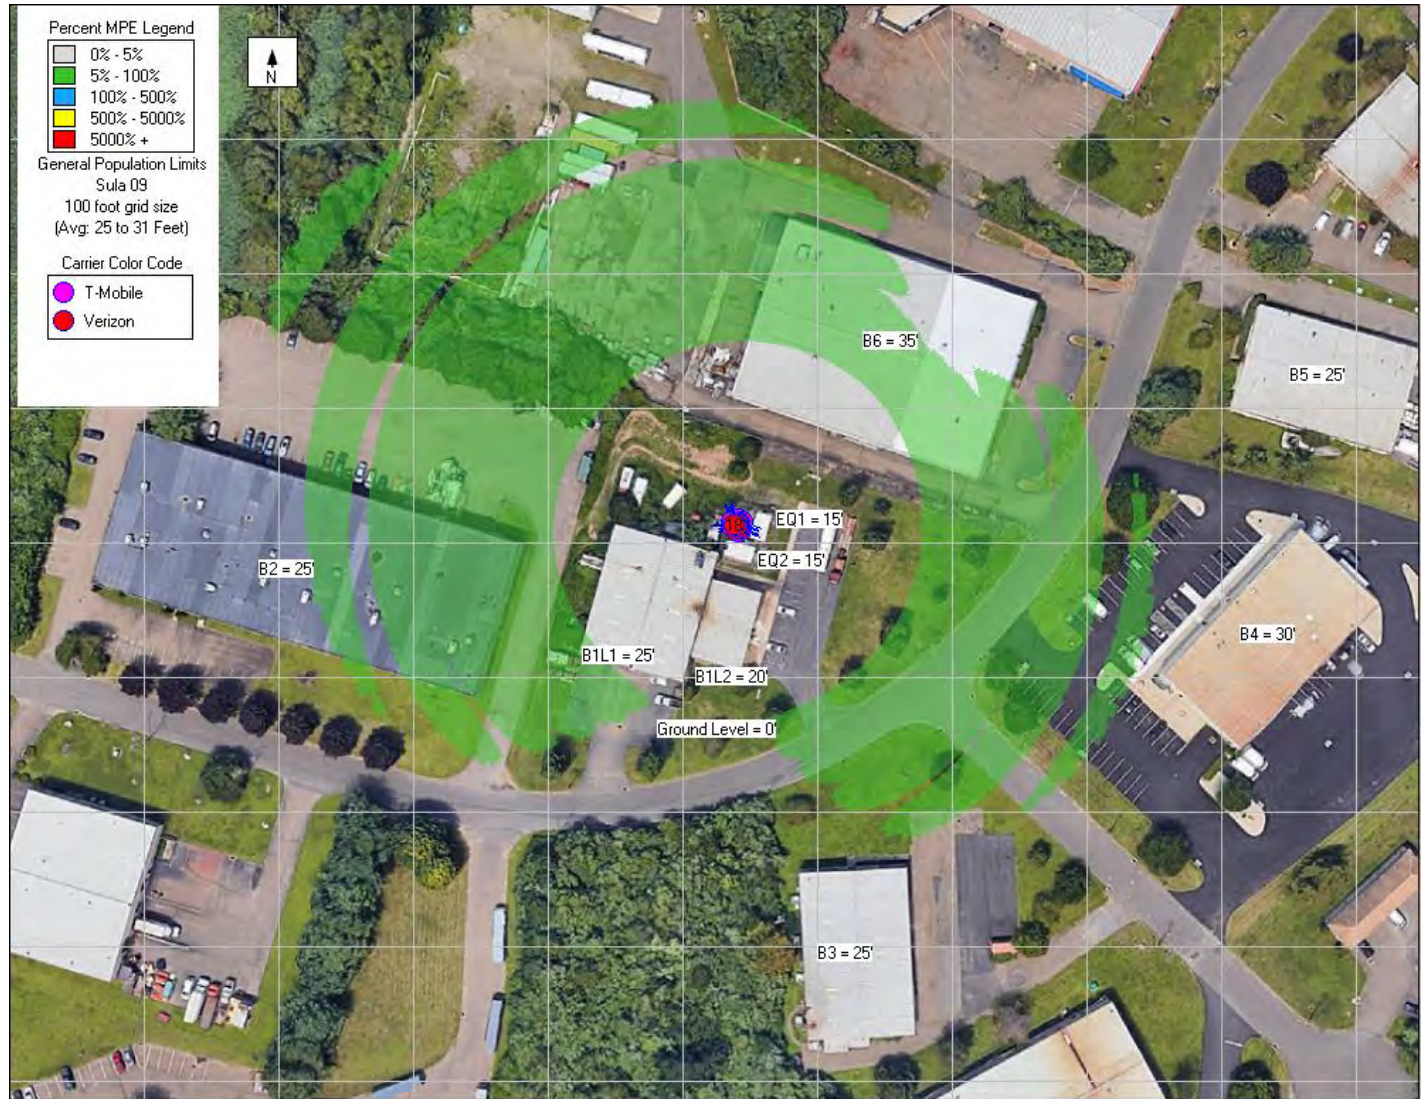 Percent MPE Legend
0% - 5%
5% - 100%
100% - 500%
500% - 5000%
5000% +
General Population Limits
Sula 09
100 foot grid size
(Avg: 25 to 31 Feet)
Carrier Color Code
T-Mobile
Verizon
N
B6 = 35'
B5 = 25'
EQ1 = 15'
EQ2 = 15'
B2 = 25'
B1L1 = 25'
B1L2 = 20'
B4 = 30'
Ground Level = 0'
B3 = 25'